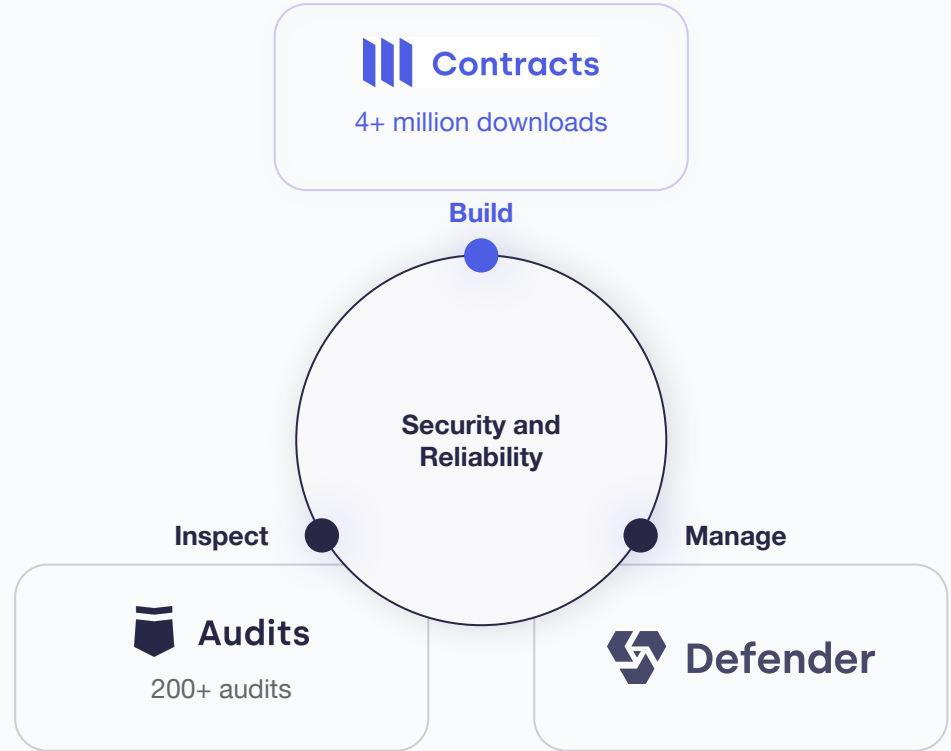 Contracts
4+ million downloads
Build
Security and
Reliability
Inspect
Manage
Audits
200+ audits
Defender